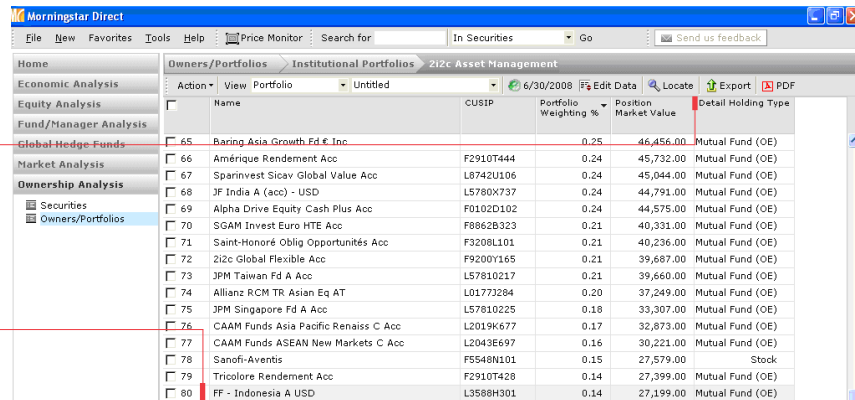 Morningstar Direct
File New Favorites Tools Help Price Monitor Search for In Securities Go Send us feedback
Home Owners/Portfolios Institutional Portfolios 2i2c Asset Management
Economic Analysis Action View Portfolio Untitled 6/30/2008 Edit Data Locate Export PDF
Equity Analysis Name CUSIP Portfolio Weighting % Position Market Value Detail Holding Type
Fund/Manager Analysis
Global Hedge Funds 65 Baring Asia Growth Fd € Inc 0.25 46,456.00 Mutual Fund (OE)
Market Analysis 66 Amérique Rendement Acc F2910T444 0.24 45,732.00 Mutual Fund (OE)
67 Sparinvest Sicav Global Value Acc L8742U106 0.24 45,044.00 Mutual Fund (OE)
Ownership Analysis 68 JF India A (acc) - USD L5780X737 0.24 44,791.00 Mutual Fund (OE)
Securities 69 Alpha Drive Equity Cash Plus Acc F0102D102 0.24 44,575.00 Mutual Fund (OE)
Owners/Portfolios 70 SGAM Invest Euro HTE Acc F8862B323 0.21 40,331.00 Mutual Fund (OE)
71 Saint-Honoré Oblig Opportunités Acc F3208L101 0.21 40,236.00 Mutual Fund (OE)
72 2i2c Global Flexible Acc F9200Y165 0.21 39,687.00 Mutual Fund (OE)
73 JPM Taiwan Fd A Acc L57810217 0.21 39,660.00 Mutual Fund (OE)
74 Allianz RCM TR Asian Eq AT L0177J284 0.20 37,249.00 Mutual Fund (OE)
75 JPM Singapore Fd A Acc L57810225 0.18 33,307.00 Mutual Fund (OE)
76 CAAM Funds Asia Pacific Renaiss C Acc L2019K677 0.17 32,873.00 Mutual Fund (OE)
77 CAAM Funds ASEAN New Markets C Acc L2043E697 0.16 30,221.00 Mutual Fund (OE)
78 Sanofi-Aventis F5548N101 0.15 27,579.00 Stock
79 Tricolore Rendement Acc F2910T428 0.14 27,399.00 Mutual Fund (OE)
80 FF - Indonesia A USD L3588H301 0.14 27,199.00 Mutual Fund (OE)